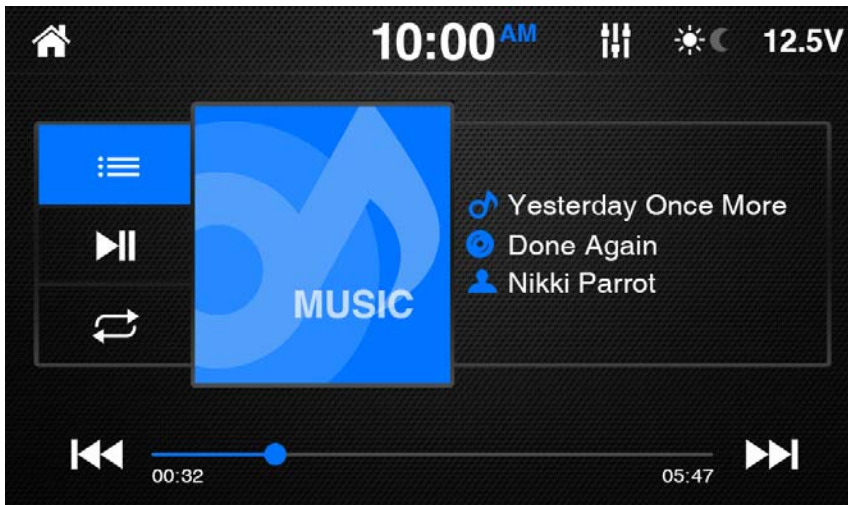 10:00 AM 12.5V
MUSIC
Yesterday Once More
Done Again
Nikki Parrot
00:32 05:47